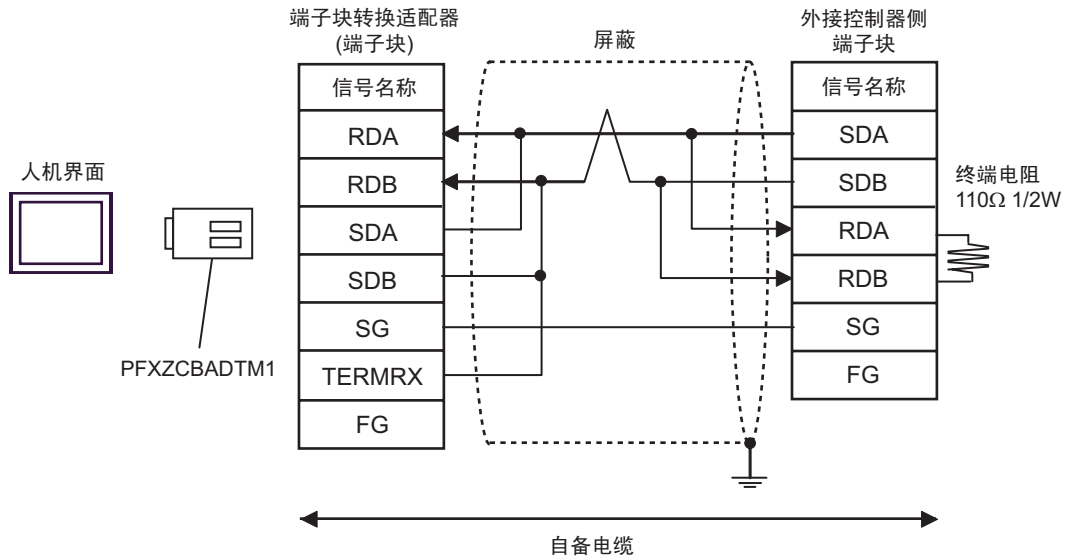 端子块转换适配器
(端子块)
屏蔽
外接控制器侧
端子块
信号名称
RDA
RDB
SDA
SDB
SG
TERMRX
FG
信号名称
SDA
SDB
RDA
RDB
SG
FG
终端电阻
110Ω 1/2W
人机界面
PFXZCBADTM1
自备电缆